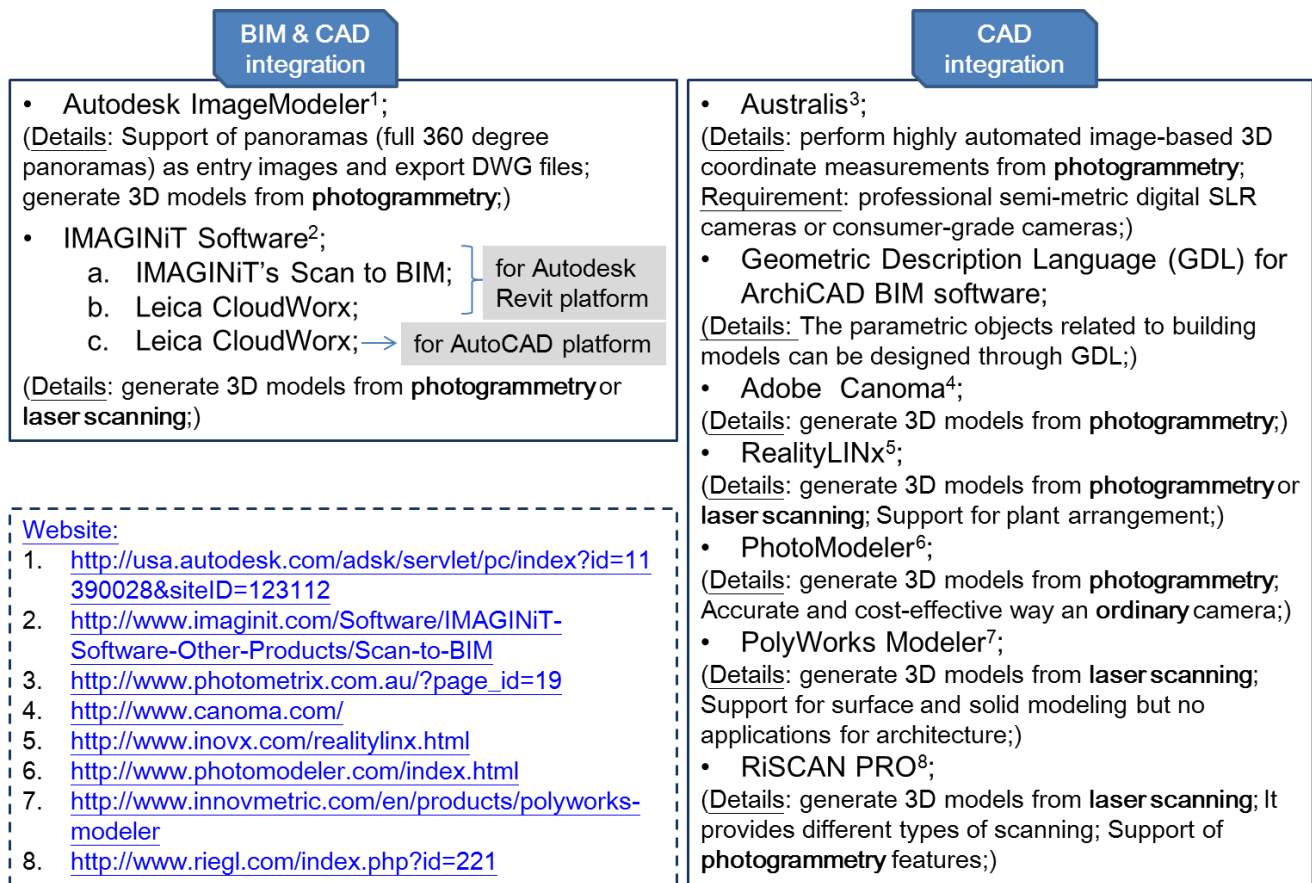 BIM & CAD
integration
• Autodesk ImageModeler¹;
(Details: Support of panoramas (full 360 degree
panoramas) as entry images and export DWG files;
generate 3D models from photogrammetry;)
• IMAGINiT Software²;
a. IMAGINiT’s Scan to BIM;
b. Leica CloudWorx;
for Autodesk
Revit platform
c. Leica CloudWorx;
for AutoCAD platform
(Details: generate 3D models from photogrammetry or
laser scanning;)
Website:
1. http://usa.autodesk.com/adsk/servlet/pc/index?id=11
390028&siteID=123112
2. http://www.imaginit.com/Software/IMAGINiT-
Software-Other-Products/Scan-to-BIM
3. http://www.photometrix.com.au/?page_id=19
4. http://www.canoma.com/
5. http://www.inovx.com/realitylinx.html
6. http://www.photomodeler.com/index.html
7. http://www.innovmetric.com/en/products/polyworks-
modeler
8. http://www.riegl.com/index.php?id=221
CAD
integration
• Australis³;
(Details: perform highly automated image-based 3D
coordinate measurements from photogrammetry;
Requirement: professional semi-metric digital SLR
cameras or consumer-grade cameras;)
• Geometric Description Language (GDL) for
ArchiCAD BIM software;
(Details: The parametric objects related to building
models can be designed through GDL;)
• Adobe Canoma⁴;
(Details: generate 3D models from photogrammetry;)
• RealityLINx⁵;
(Details: generate 3D models from photogrammetry or
laser scanning; Support for plant arrangement;)
• PhotoModeler⁶;
(Details: generate 3D models from photogrammetry;
Accurate and cost-effective way an ordinary camera;)
• PolyWorks Modeler⁷;
(Details: generate 3D models from laser scanning;
Support for surface and solid modeling but no
applications for architecture;)
• RiSCAN PRO⁸;
(Details: generate 3D models from laser scanning; It
provides different types of scanning; Support of
photogrammetry features;)